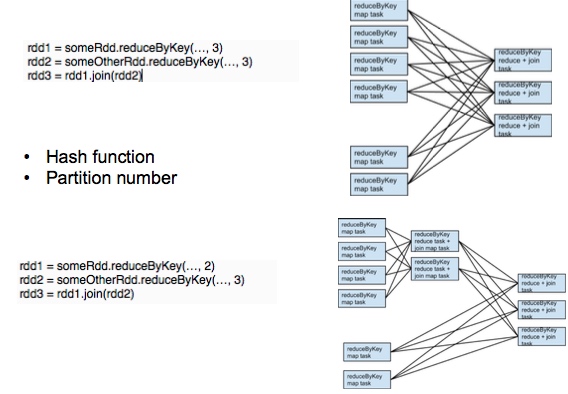 rdd1 = someRdd.reduceByKey(…, 3)
rdd2 = someOtherRdd.reduceByKey(…, 3)
rdd3 = rdd1.join(rdd2)
• Hash function
• Partition number
reduceByKey
map task
reduceByKey
map task
reduceByKey
map task
reduceByKey
map task
reduceByKey
map task
reduceByKey
map task
reduceByKey
reduce + join
task
reduceByKey
reduce + join
task
reduceByKey
reduce + join
task
rdd1 = someRdd.reduceByKey(…, 2)
rdd2 = someOtherRdd.reduceByKey(…, 3)
rdd3 = rdd1.join(rdd2)
reduceByKey
map task
reduceByKey
map task
reduceByKey
map task
reduceByKey
map task
reduceByKey
map task
reduceByKey
map task
reduceByKey
reduce task +
join map task
reduceByKey
reduce task +
join map task
reduceByKey
reduce + join
task
reduceByKey
reduce + join
task
reduceByKey
reduce + join
task